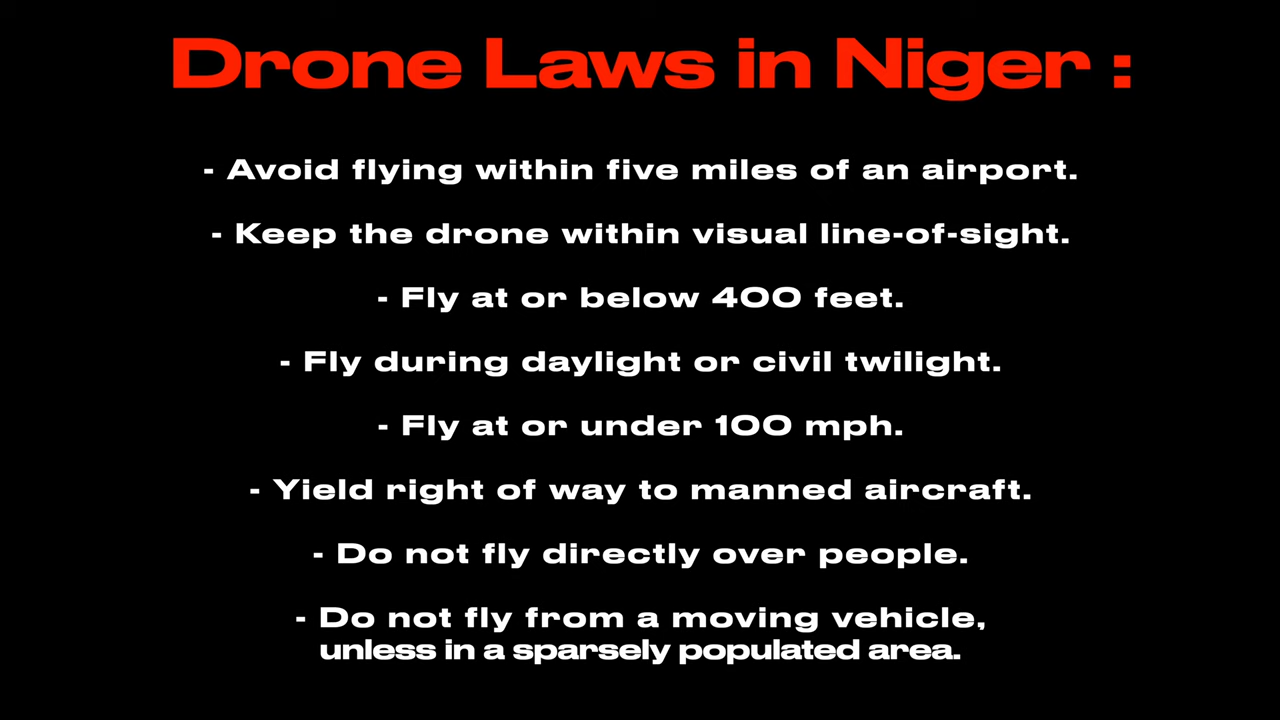 Drone Laws in Niger :
- Avoid flying within five miles of an airport.
- Keep the drone within visual line-of-sight.
- Fly at or below 400 feet.
- Fly during daylight or civil twilight.
- Fly at or under 100 mph.
- Yield right of way to manned aircraft.
- Do not fly directly over people.
- Do not fly from a moving vehicle,
unless in a sparsely populated area.